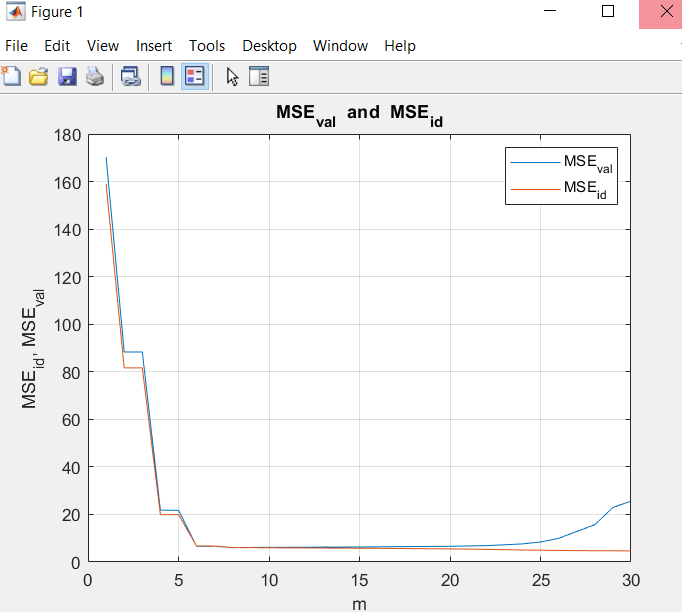 Figure 1
File Edit View Insert Tools Desktop Window Help
MSE_val and MSE_id
180
160
140
120
100
80
60
40
20
0
MSE_id, MSE_val
MSE_val
MSE_id
0 5 10 15 20 25 30
m